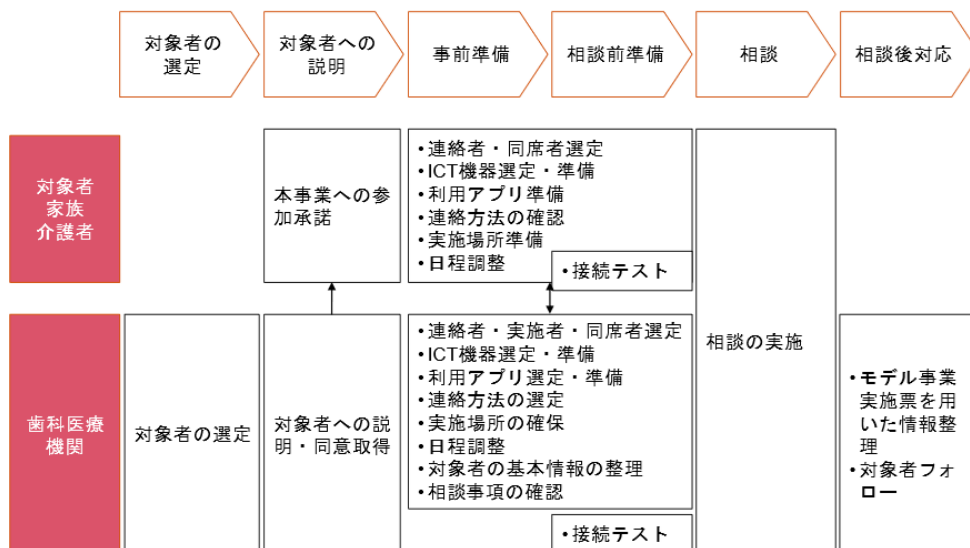 対象者の
選定
対象者への
説明
事前準備
相談前準備
相談
相談後対応
対象者
家族
介護者
本事業への参
加承諾
•連絡者・同席者選定
•ICT機器選定・準備
•利用アプリ準備
•連絡方法の確認
•実施場所準備
•日程調整
•接続テスト
相談の実施
歯科医療
機関
対象者の選定
対象者への説
明・同意取得
•連絡者・実施者・同席者選定
•ICT機器選定・準備
•利用アプリ選定・準備
•連絡方法の選定
•実施場所の確保
•日程調整
•対象者の基本情報の整理
•相談事項の確認
•接続テスト
•モデル事業
実施票を用
いた情報整
理
•対象者フォ
ロー